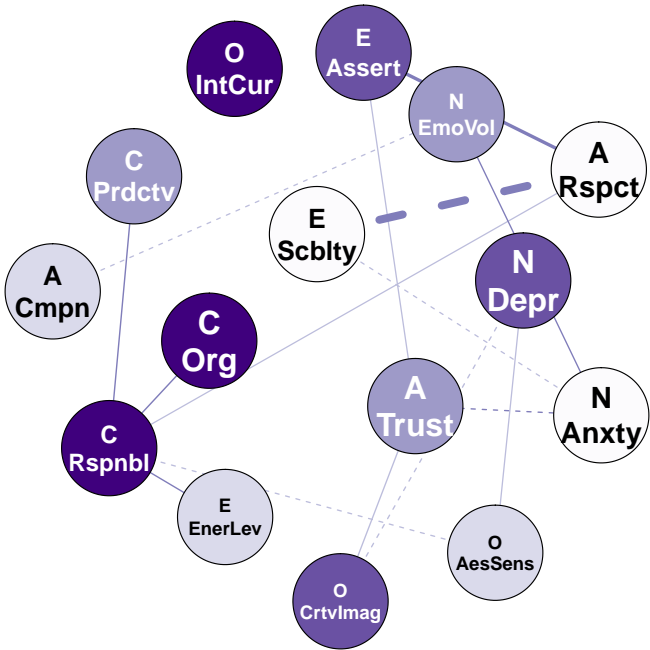 E
Assert
O
IntCur
N
EmoVol
C
Prdctv
A
Rspct
E
Scblty
A
Cmpn
N
Depr
C
Org
A
Trust
N
Anxty
C
Rspnbl
E
EnerLev
O
AesSens
O
CrtvImag